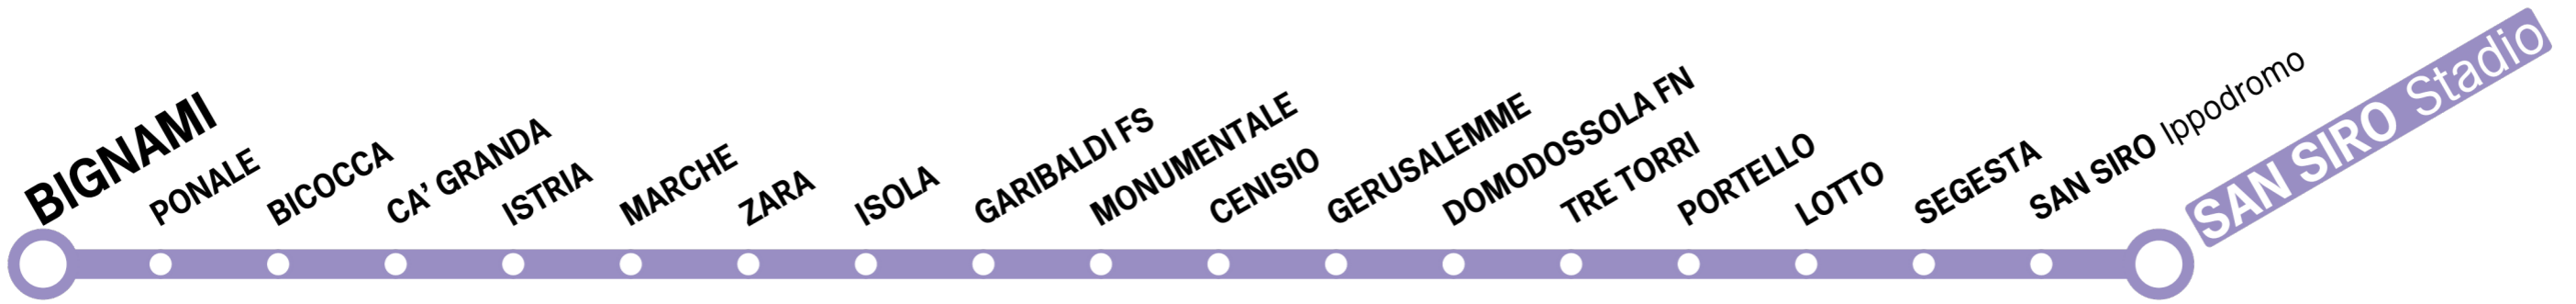 BIGNAMI
PONALE
BICOCCA
CA’ GRANDA
ISTRIA
MARCHE
ZARA
ISOLA
GARIBALDI FS
MONUMENTALE
CENISIO
GERUSALEMME
DOMODOSSOLA FN
TRE TORRI
PORTELLO
LOTTO
SEGESTA
SAN SIRO Ippodromo
SAN SIRO Stadio